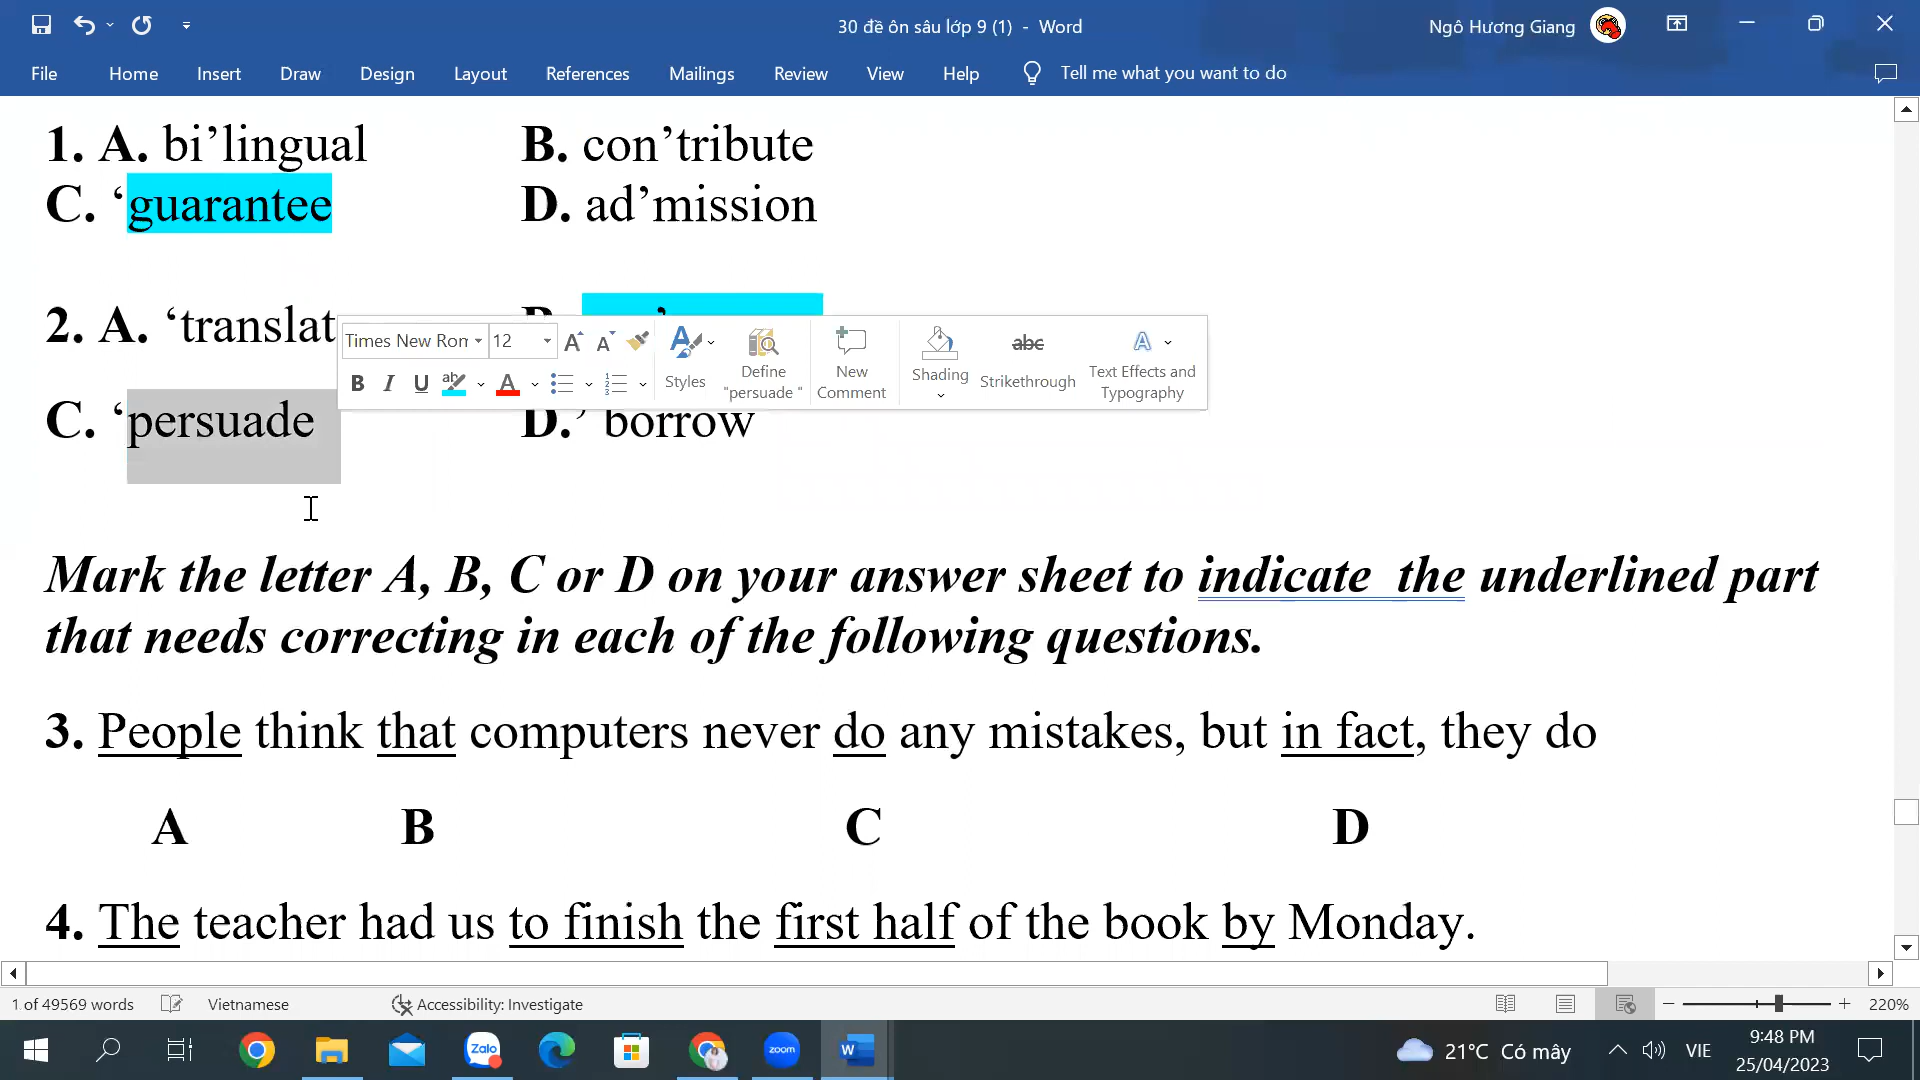 30 đề ôn sâu lớp 9 (1) - Word
Ngô Hương Giang
File Home Insert Draw Design Layout References Mailings Review View Help Tell me what you want to do
1. A. bi’lingual B. con’tribute
C. ‘guarantee D. ad’mission
2. A. ‘translat
Times New Ron 12
B I U
Styles
Define "persuade "
New Comment
Shading
abc Strikethrough
Text Effects and Typography
C. ‘persuade D.’ borrow
Mark the letter A, B, C or D on your answer sheet to indicate the underlined part
that needs correcting in each of the following questions.
3. People think that computers never do any mistakes, but in fact, they do
A B C D
4. The teacher had us to finish the first half of the book by Monday.
1 of 49569 words Vietnamese Accessibility: Investigate 220%
Zalo zoom W 21°C Có mây VIE 9:48 PM
25/04/2023